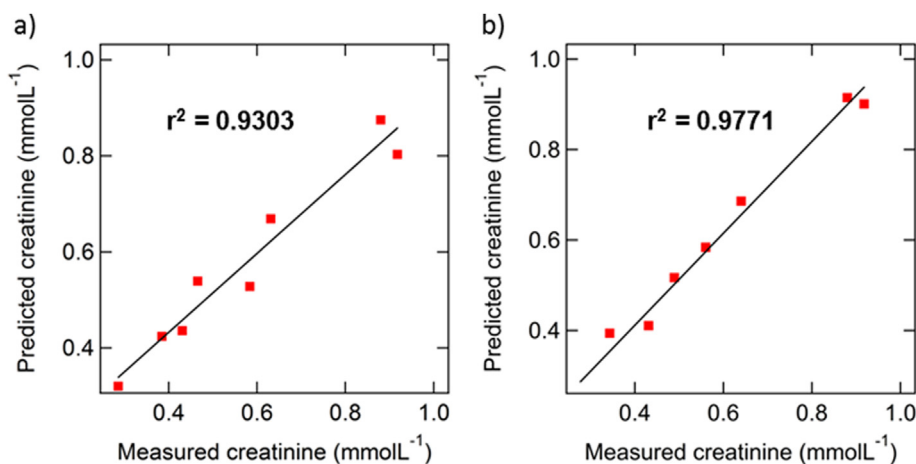 a)
r² = 0.9303
Predicted creatinine (mmolL⁻¹)
1.0
0.8
0.6
0.4
0.4 0.6 0.8 1.0
Measured creatinine (mmolL⁻¹)
b)
r² = 0.9771
Predicted creatinine (mmolL⁻¹)
1.0
0.8
0.6
0.4
0.4 0.6 0.8 1.0
Measured creatinine (mmolL⁻¹)